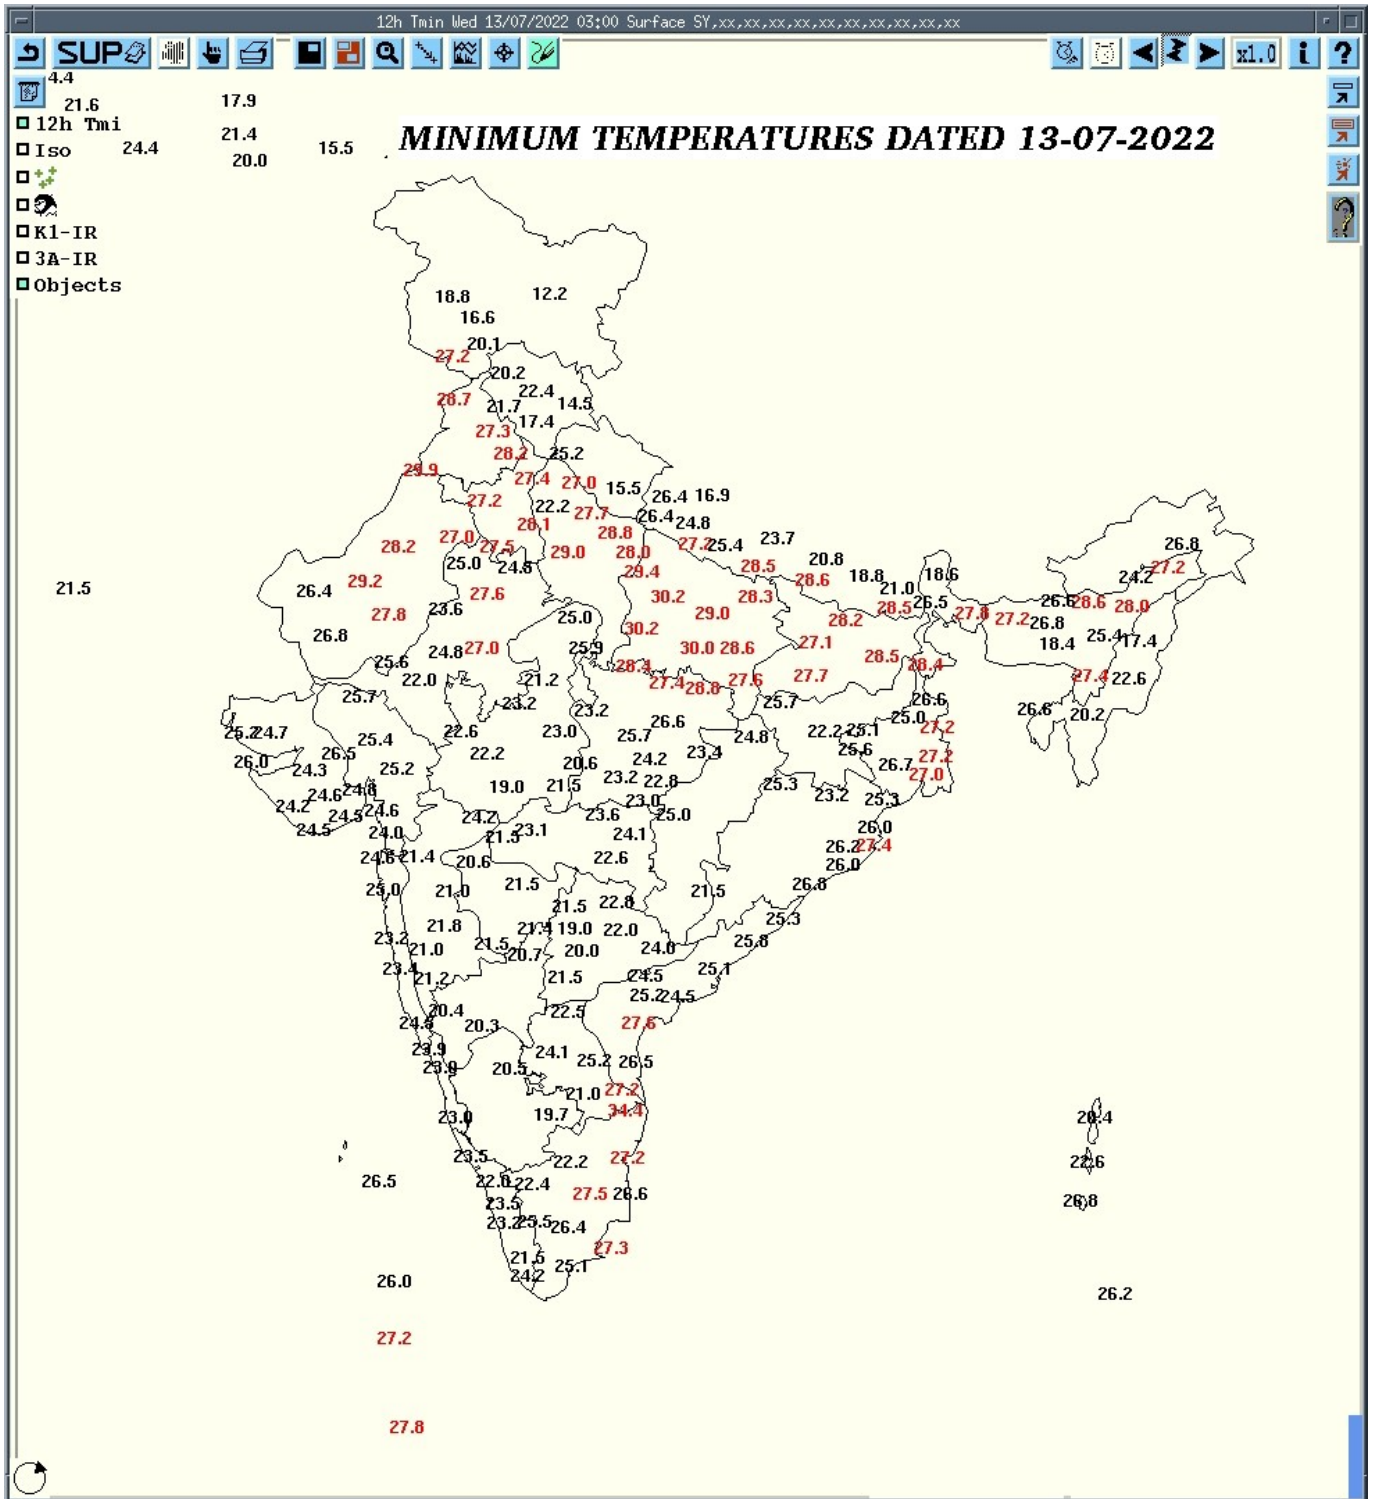 12h Tmin Wed 13/07/2022 03:00 Surface SY,xx,xx,xx,xx,xx,xx,xx,xx,xx,xx
SUP x1.0 i ?
4.4
21.6 17.9
12h Tmi 21.4
MINIMUM TEMPERATURES DATED 13-07-2022
Iso 24.4 20.0 15.5
K1-IR
3A-IR
Objects
18.8 12.2
16.6
20.1
27.2
20.2
22.4
28.7 21.7 14.5
17.4
27.3
28.2 25.2
29.9
27.4 27.0
15.5 26.4 16.9
27.2 22.2 27.7
26.4 24.8
28.1 28.8
27.0 23.7
28.2 27.5 29.0 28.0 27.2 25.4 26.8
25.0 24.8 28.5 20.8
29.4 27.2
29.2 28.6 18.8 18.6 24.2
21.5 26.4 27.6 21.0
30.2 28.3 26.5 26.6 28.6 28.0
27.8 23.6 25.0 29.0 28.5 27.8
28.2 27.2 26.8
26.8 30.2 25.4 17.4
24.8 27.0 25.9 30.0 28.6 27.1 18.4
25.6 28.4 28.5 28.4
22.0 21.2 27.4 28.8 27.6 27.7 27.4 22.6
25.7 23.2 25.7 26.6
23.2 26.6 25.0 26.6 20.2
24.7 22.6 23.0 25.7 24.8 22.2 25.1 27.2
25.4 22.2 24.2 23.4 25.6 27.2
26.0 26.5 20.6 26.7
24.3 25.2 23.2 22.8 27.0
19.0 21.5 25.3
24.6 24.8 23.0 23.2 25.3
24.2 24.5 24.6 24.2 23.6 25.0
24.5 24.0 21.5 23.1 24.1 26.0
24.6 21.4 20.6 22.6 26.2 27.4
26.0
25.0 21.0 21.5 21.5 26.8
21.5 22.8
21.8 21.4 19.0 22.0 25.3
23.2 21.0 21.5 20.7 20.0 24.0 25.8
23.4 21.2 21.5 24.5 25.1
25.2 24.5
20.4 22.5
24.5 20.3 27.6
23.9 24.1
23.0 20.5 25.2 26.5
21.0 27.2
23.0 19.7 34.4 20.4
23.5 22.2 27.2 22.6
26.5 22.0 22.4 27.5 26.6
23.5 26.8
23.2 25.5 26.4
27.3
21.5 25.1
26.0 24.2
26.2
27.2
27.8